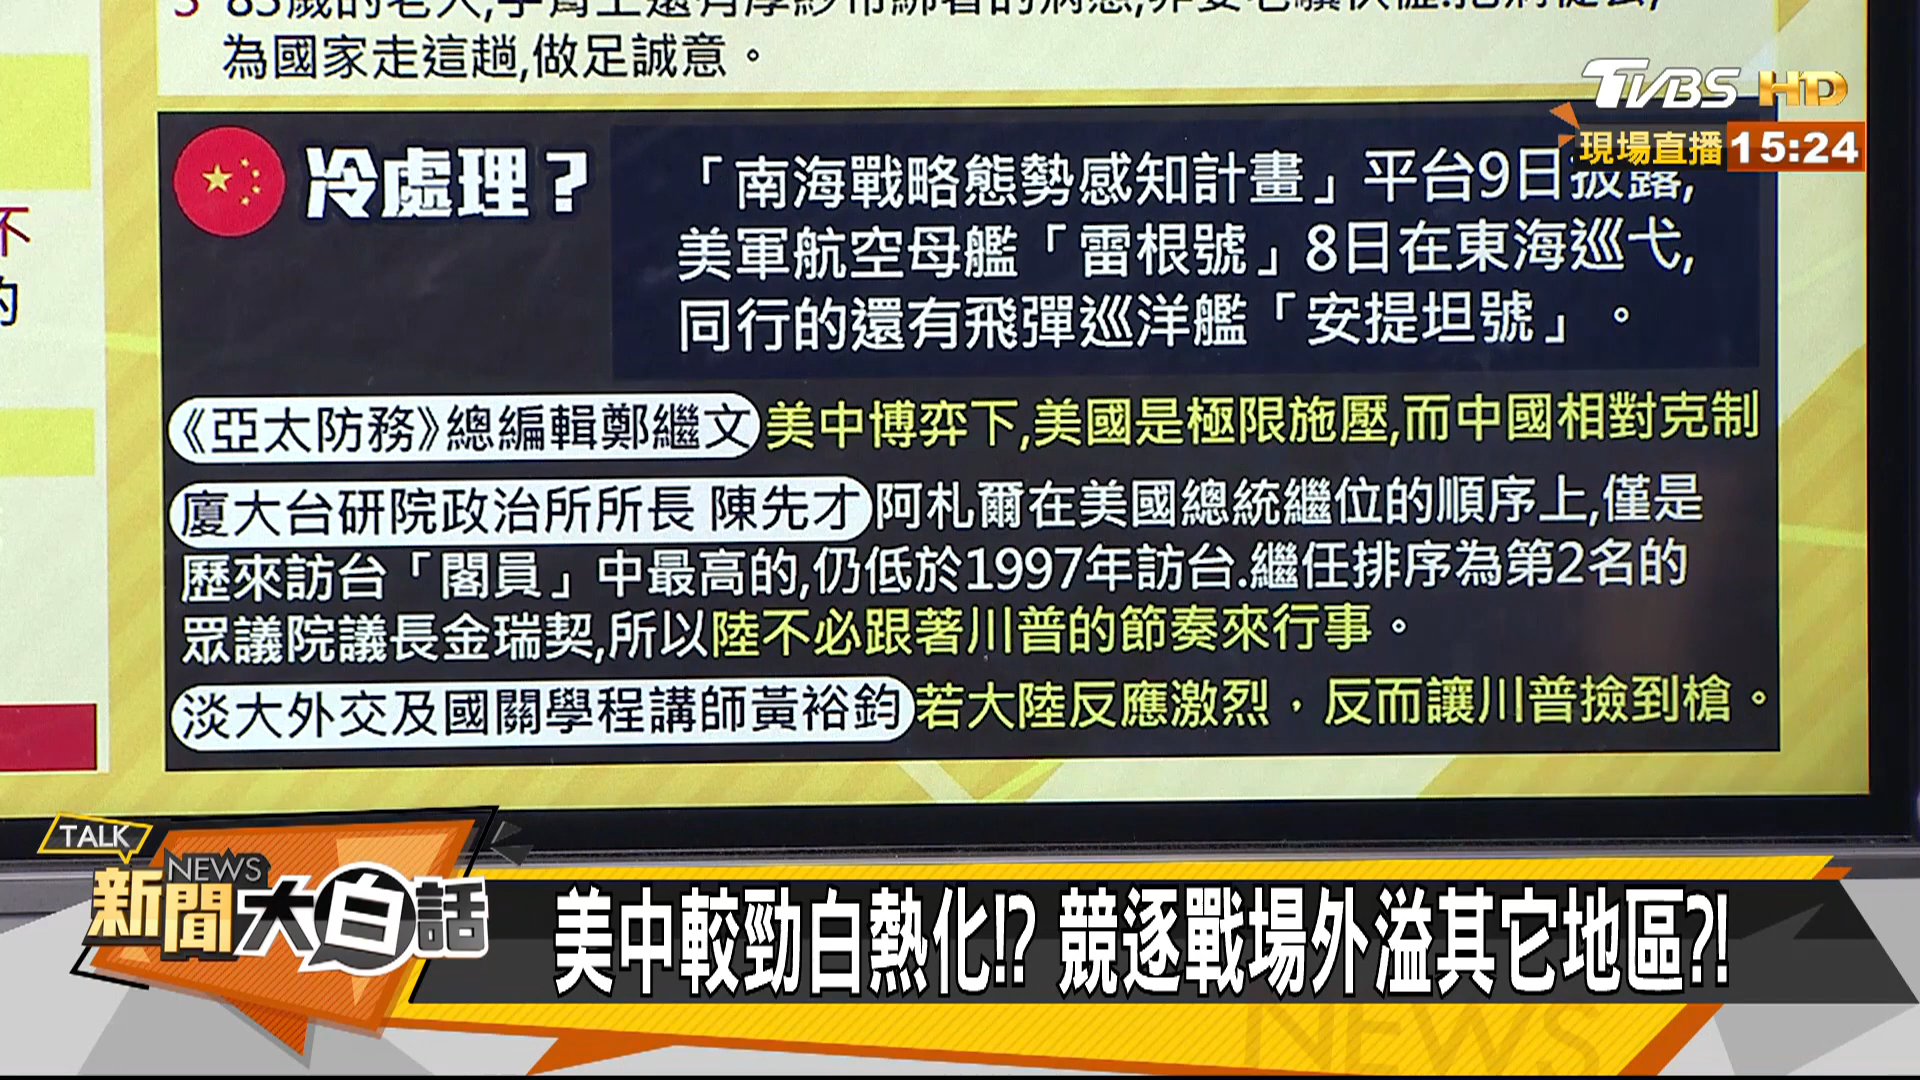 為國家走這趟,做足誠意。
TVBS HD
現場直播 15:24
冷處理?
「南海戰略態勢感知計畫」平台9日披露,
美軍航空母艦「雷根號」8日在東海巡弋,
同行的還有飛彈巡洋艦「安提坦號」。
《亞太防務》總編輯鄭繼文 美中博弈下,美國是極限施壓,而中國相對克制
廈大台研院政治所所長 陳先才 阿札爾在美國總統繼位的順序上,僅是
歷來訪台「閣員」中最高的,仍低於1997年訪台.繼任排序為第2名的
眾議院議長金瑞契,所以陸不必跟著川普的節奏來行事。
淡大外交及國關學程講師黃裕鈞 若大陸反應激烈,反而讓川普撿到槍。
不
的
TALK
NEWS
新聞大白話
美中較勁白熱化!? 競逐戰場外溢其它地區?!
NEWS